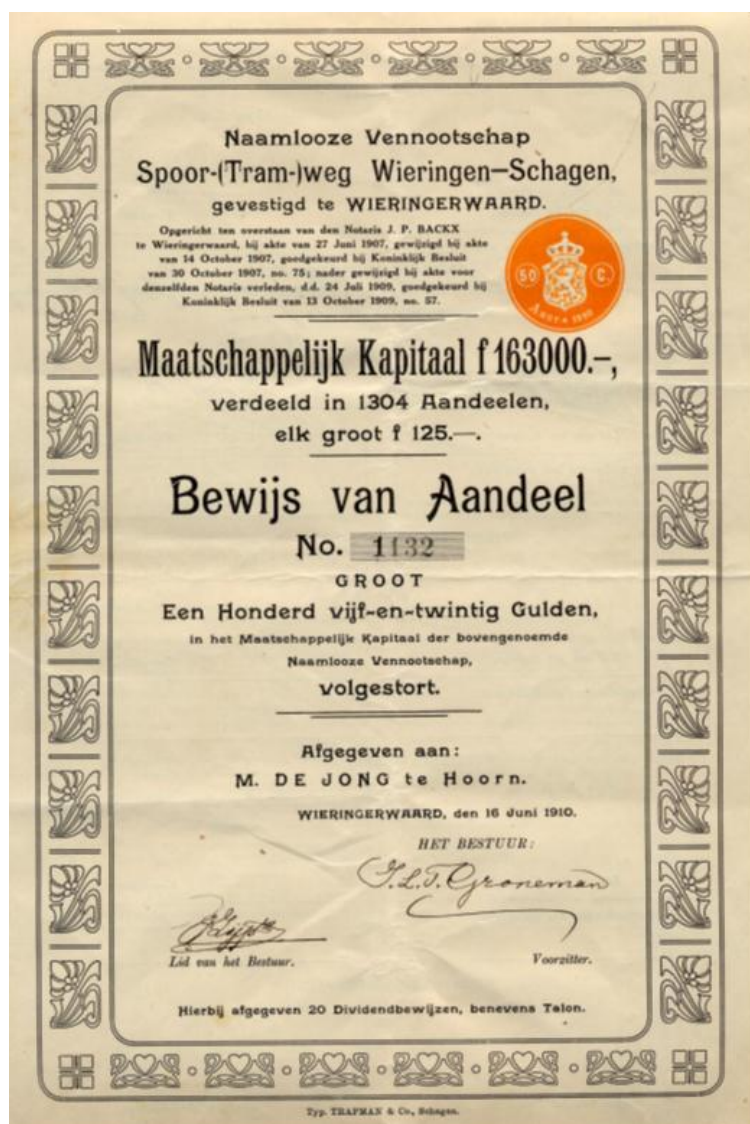 Naamlooze Vennootschap
Spoor-(Tram-)weg Wieringen—Schagen,
gevestigd te WIERINGERWAARD.
Opgericht ten overstaan van den Notaris J. P. BACKX
te Wieringerwaard, bij akte van 27 Juni 1907, gewijzigd bij akte
van 14 October 1907, goedgekeurd bij Koninklijk Besluit
van 30 October 1907, no. 75; nader gewijzigd bij akte voor
denzelfden Notaris verleden, d.d. 24 Juli 1909, goedgekeurd bij
Koninklijk Besluit van 13 October 1909, no. 57.
50 C.
Maatschappelijk Kapitaal f 163000.-,
verdeeld in 1304 Aandeelen,
elk groot f 125.—.
Bewijs van Aandeel
No. 1132
GROOT
Een Honderd vijf-en-twintig Gulden,
in het Maatschappelijk Kapitaal der bovengenoemde
Naamlooze Vennootschap,
volgestort.
Afgegeven aan:
M. DE JONG te Hoorn.
WIERINGERWAARD, den 16 Juni 1910.
HET BESTUUR:
J. L. T. Groneman
Lid van het Bestuur.
Voorzitter.
Hierbij afgegeven 20 Dividendbewijzen, benevens Talon.
Typ. TRAPMAN & Co., Schagen.